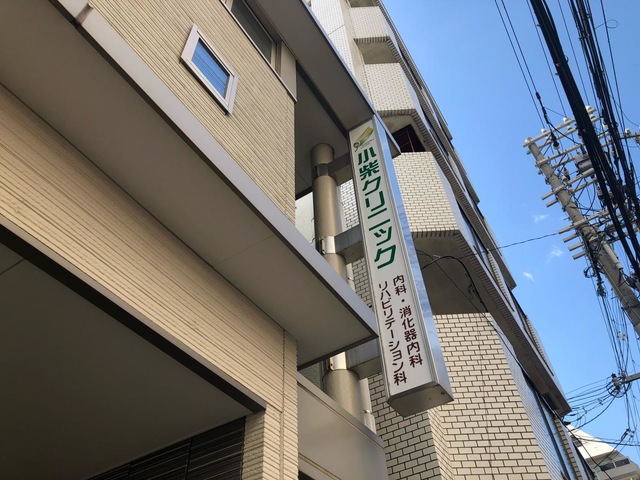 小柴クリニック
内科・消化器内科
リハビリテーション科